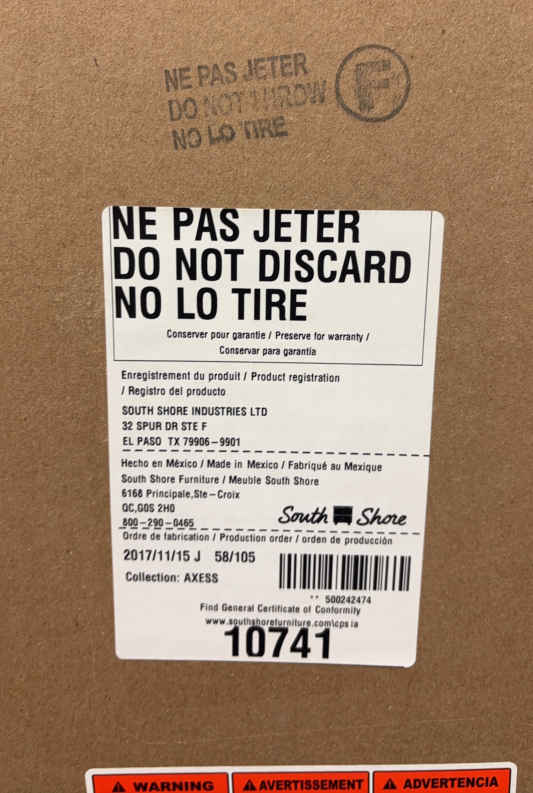 NE PAS JETER
DO NOT THROW
NO LO TIRE
F
NE PAS JETER
DO NOT DISCARD
NO LO TIRE
Conserver pour garantie / Preserve for warranty /
Conservar para garantía
Enregistrement du produit / Product registration
/ Registro del producto
SOUTH SHORE INDUSTRIES LTD
32 SPUR DR STE F
EL PASO TX 79906-9901
Hecho en México / Made in Mexico / Fabriqué au Mexique
South Shore Furniture / Meuble South Shore
6168 Principale,Ste-Croix
QC,G0S 2H0
800-290-0465
South Shore
Ordre de fabrication / Production order / orden de producción
2017/11/15 J 58/105
Collection: AXESS
** 500242474
Find General Certificate of Conformity
www.southshorefurniture.com\cpsia
10741
WARNING
AVERTISSEMENT
ADVERTENCIA